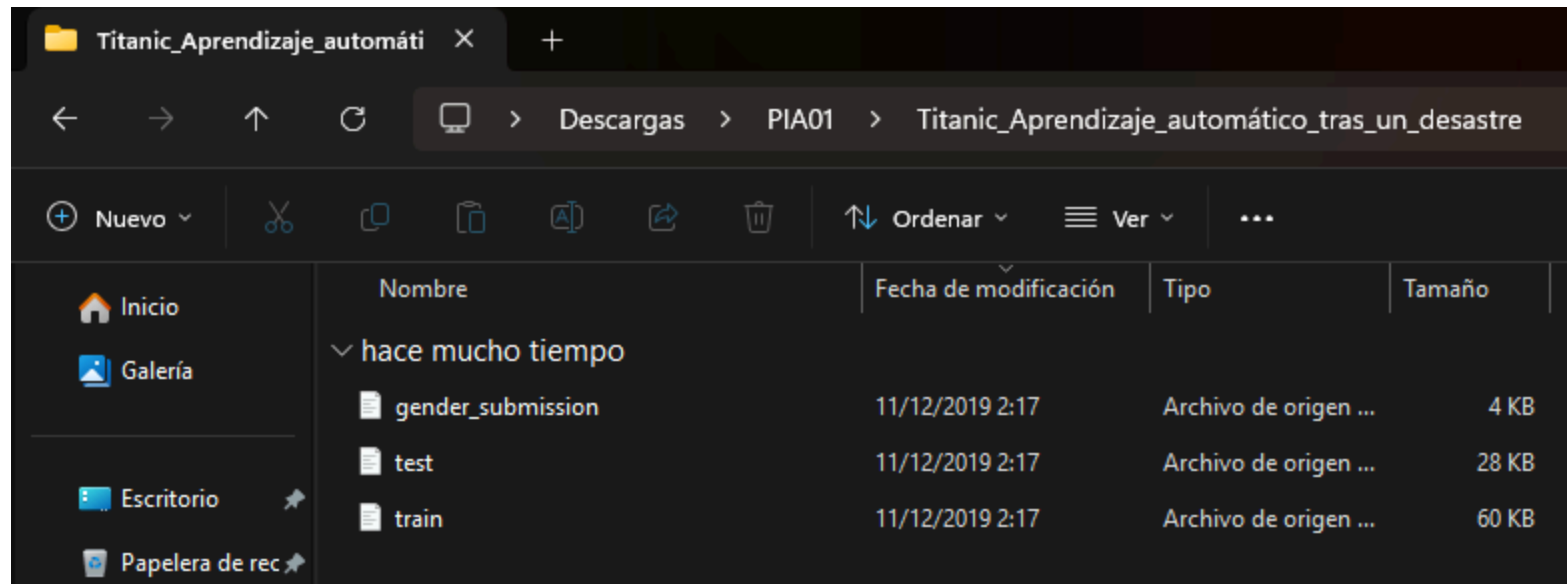 Titanic_Aprendizaje_automáti
Descargas > PIA01 > Titanic_Aprendizaje_automático_tras_un_desastre
Nuevo Ordenar Ver
Inicio
Galería
Escritorio
Papelera de rec
Nombre Fecha de modificación Tipo Tamaño
hace mucho tiempo
gender_submission 11/12/2019 2:17 Archivo de origen ... 4 KB
test 11/12/2019 2:17 Archivo de origen ... 28 KB
train 11/12/2019 2:17 Archivo de origen ... 60 KB